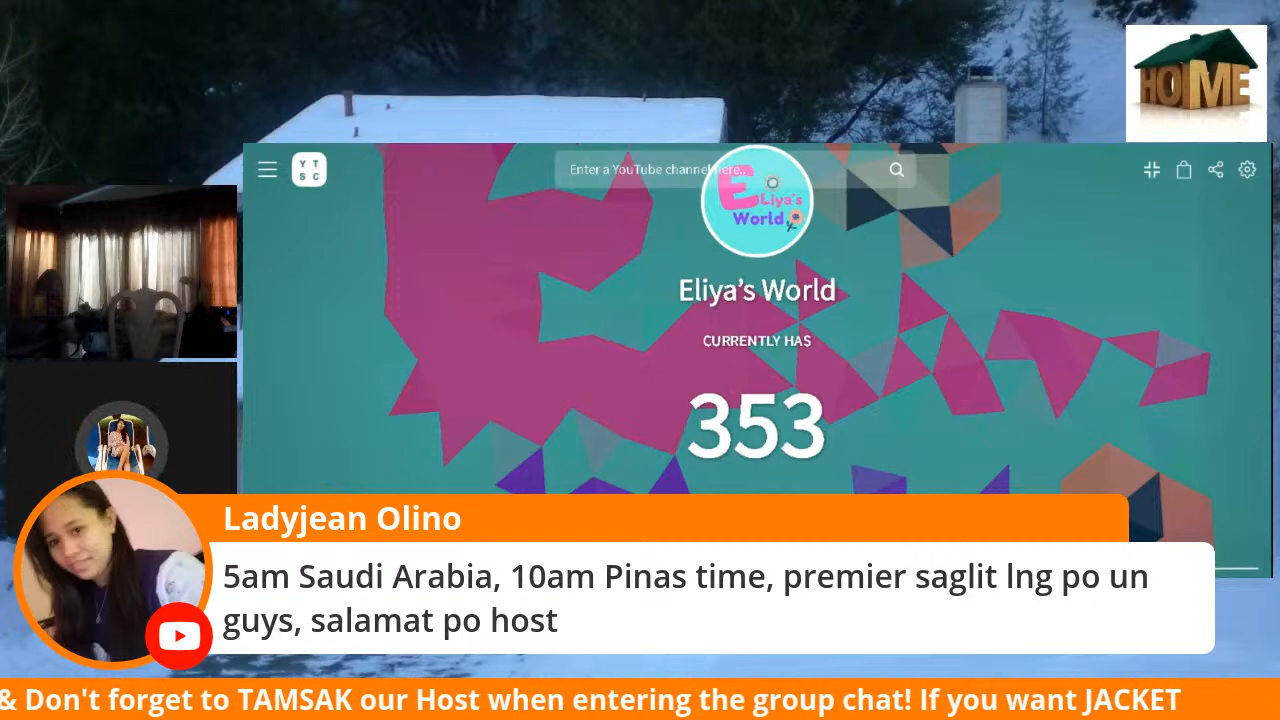 HOME
Y T
S C
Enter a YouTube channel here..
ELiya's
World
Eliya's World
CURRENTLY HAS
353
Ladyjean Olino
5am Saudi Arabia, 10am Pinas time, premier saglit lng po un
guys, salamat po host
& Don't forget to TAMSAK our Host when entering the group chat! If you want JACKET